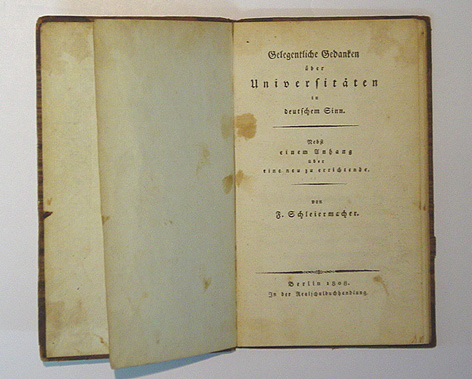 Gelegentliche Gedanken
über
Universitäten
in
deutschem Sinn.
Nebst
einem Anhang
über
eine neu zu errichtende.
von
F. Schleiermacher.
Berlin 1808.
In der Realschulbuchhandlung.